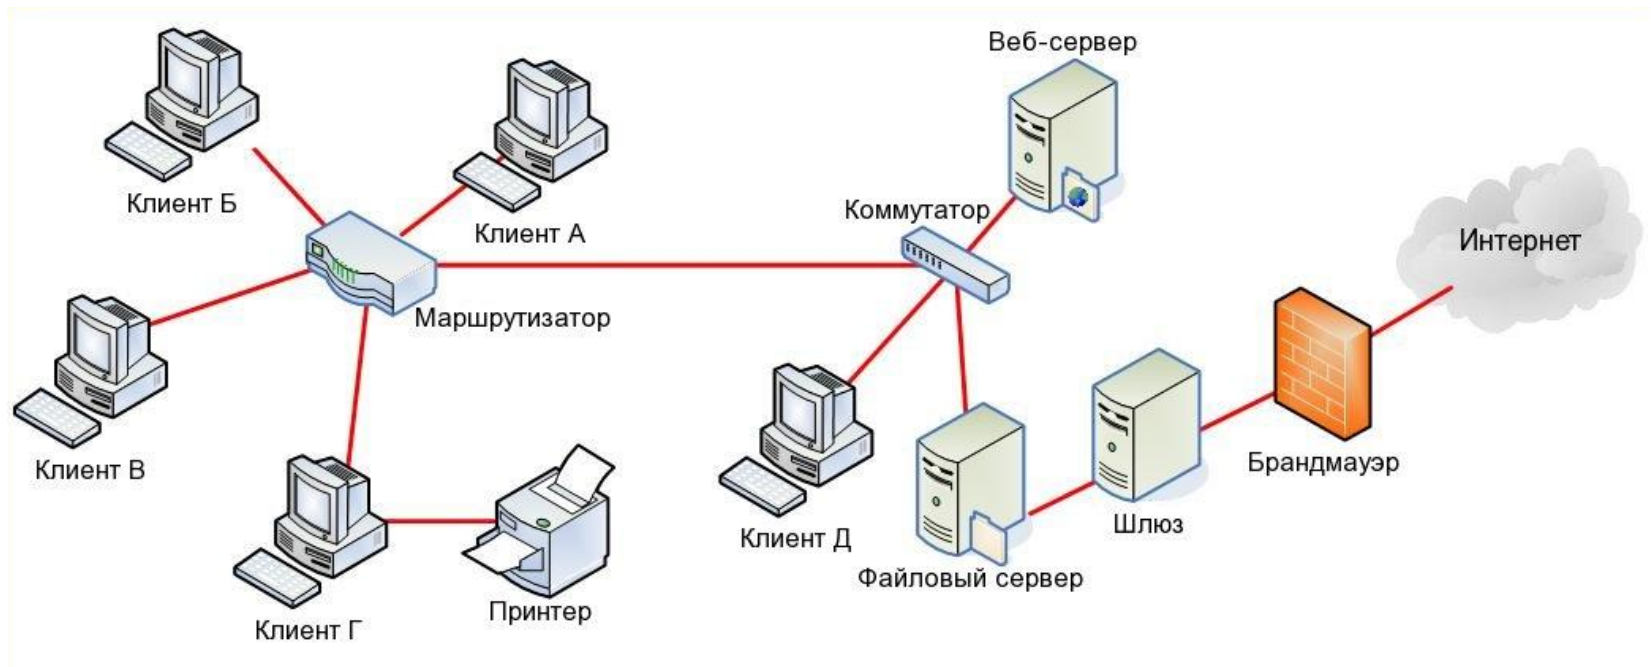 Веб-сервер
Клиент Б
Клиент А
Коммутатор
Интернет
Маршрутизатор
Клиент В
Брандмауэр
Шлюз
Клиент Д
Файловый сервер
Принтер
Клиент Г